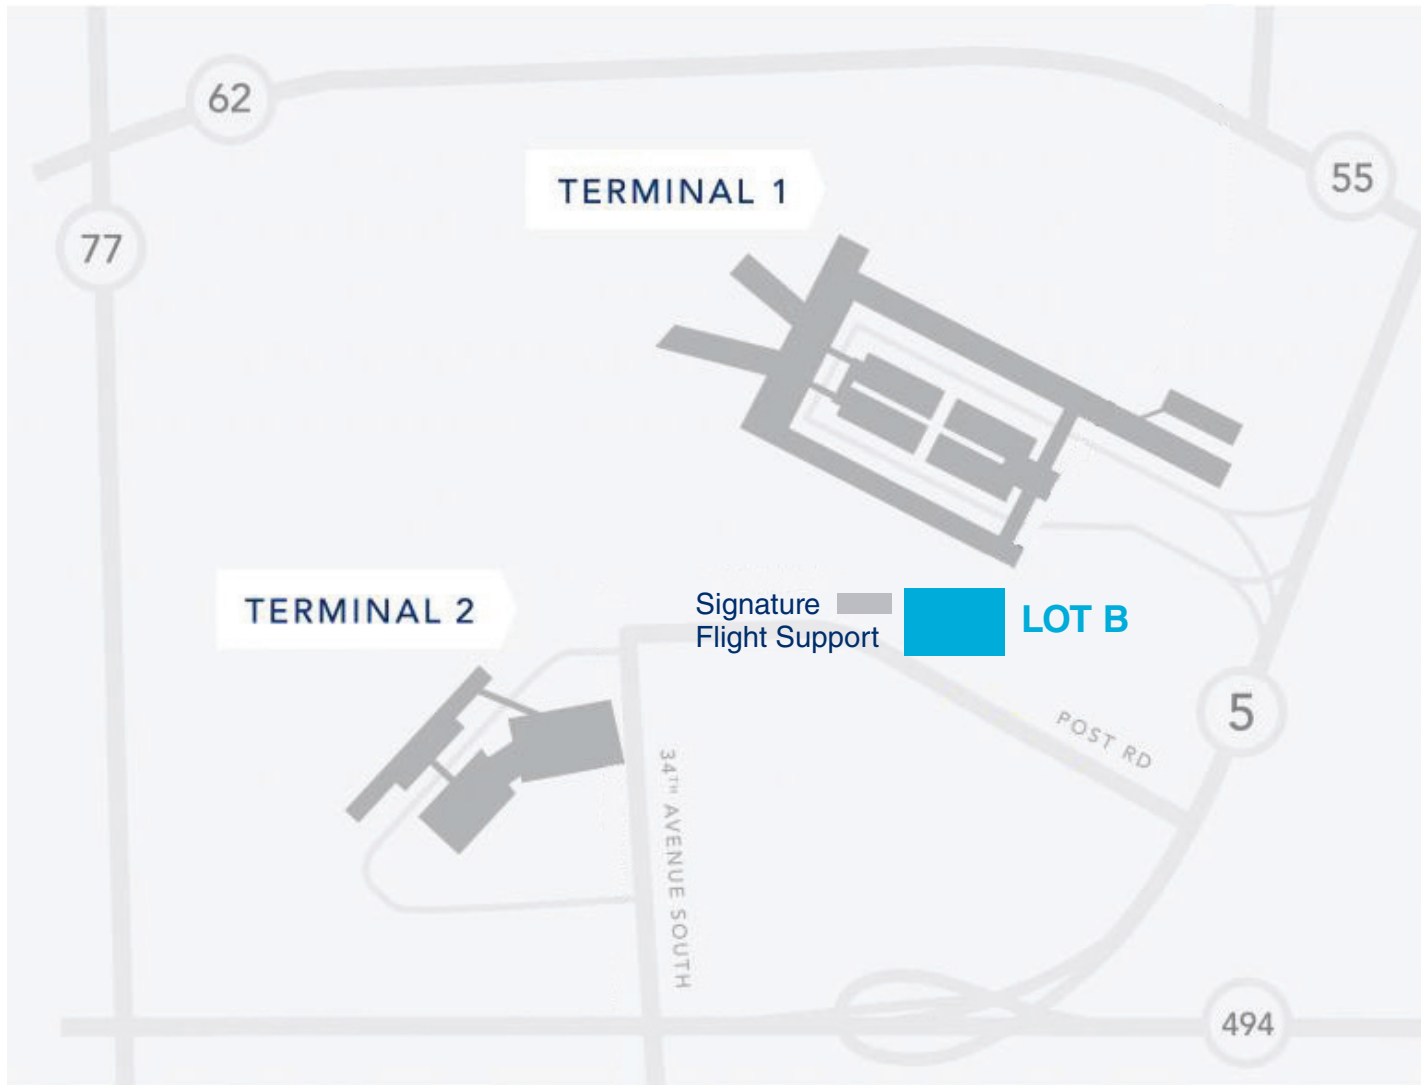 62
55
TERMINAL 1
77
Signature
Flight Support
LOT B
TERMINAL 2
5
POST RD
34TH AVENUE SOUTH
494